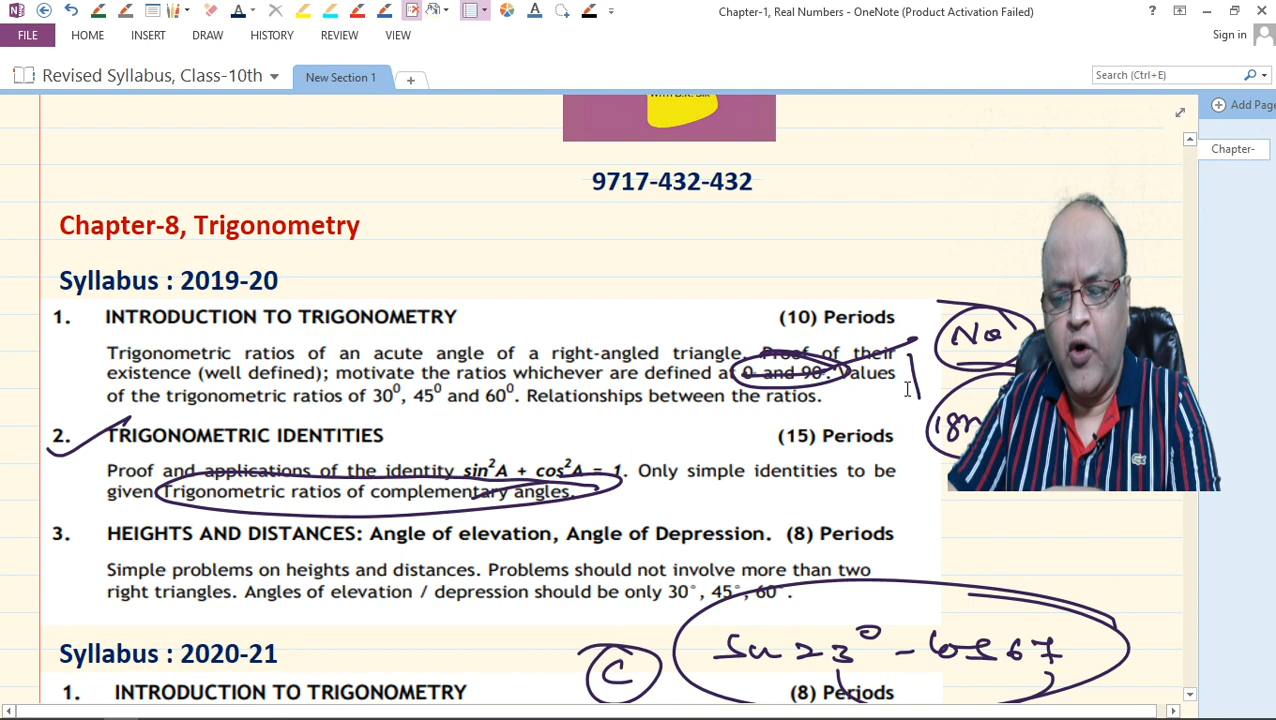 Chapter-1, Real Numbers - OneNote (Product Activation Failed)
FILE HOME INSERT DRAW HISTORY REVIEW VIEW
Sign in
Revised Syllabus, Class-10th
New Section 1
Search (Ctrl+E)
Add Page
Chapter-
9717-432-432
Chapter-8, Trigonometry
Syllabus : 2019-20
1. INTRODUCTION TO TRIGONOMETRY (10) Periods
Trigonometric ratios of an acute angle of a right-angled triangle. Proof of their
existence (well defined); motivate the ratios whichever are defined at 0 and 90⁰. Values
of the trigonometric ratios of 30⁰, 45⁰ and 60⁰. Relationships between the ratios.
No
2. TRIGONOMETRIC IDENTITIES (15) Periods
Proof and applications of the identity sin²A + cos²A = 1. Only simple identities to be
given Trigonometric ratios of complementary angles.
3. HEIGHTS AND DISTANCES: Angle of elevation, Angle of Depression. (8) Periods
Simple problems on heights and distances. Problems should not involve more than two
right triangles. Angles of elevation / depression should be only 30°, 45°, 60°.
Syllabus : 2020-21
C
23° - cos 67
1. INTRODUCTION TO TRIGONOMETRY (8) Periods